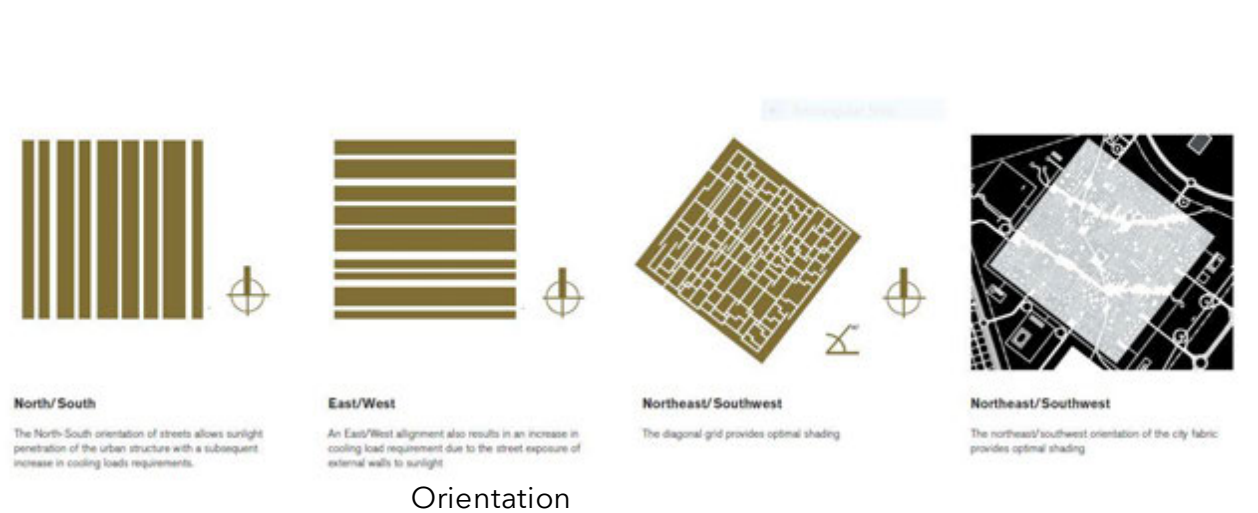 North/South
The North-South orientation of streets allows sunlight
penetration of the urban structure with a subsequent
increase in cooling loads requirements.
East/West
An East/West alignment also results in an increase in
cooling load requirement due to the street exposure of
external walls to sunlight
Northeast/Southwest
The diagonal grid provides optimal shading
Northeast/Southwest
The northeast/southwest orientation of the city fabric
provides optimal shading
Orientation